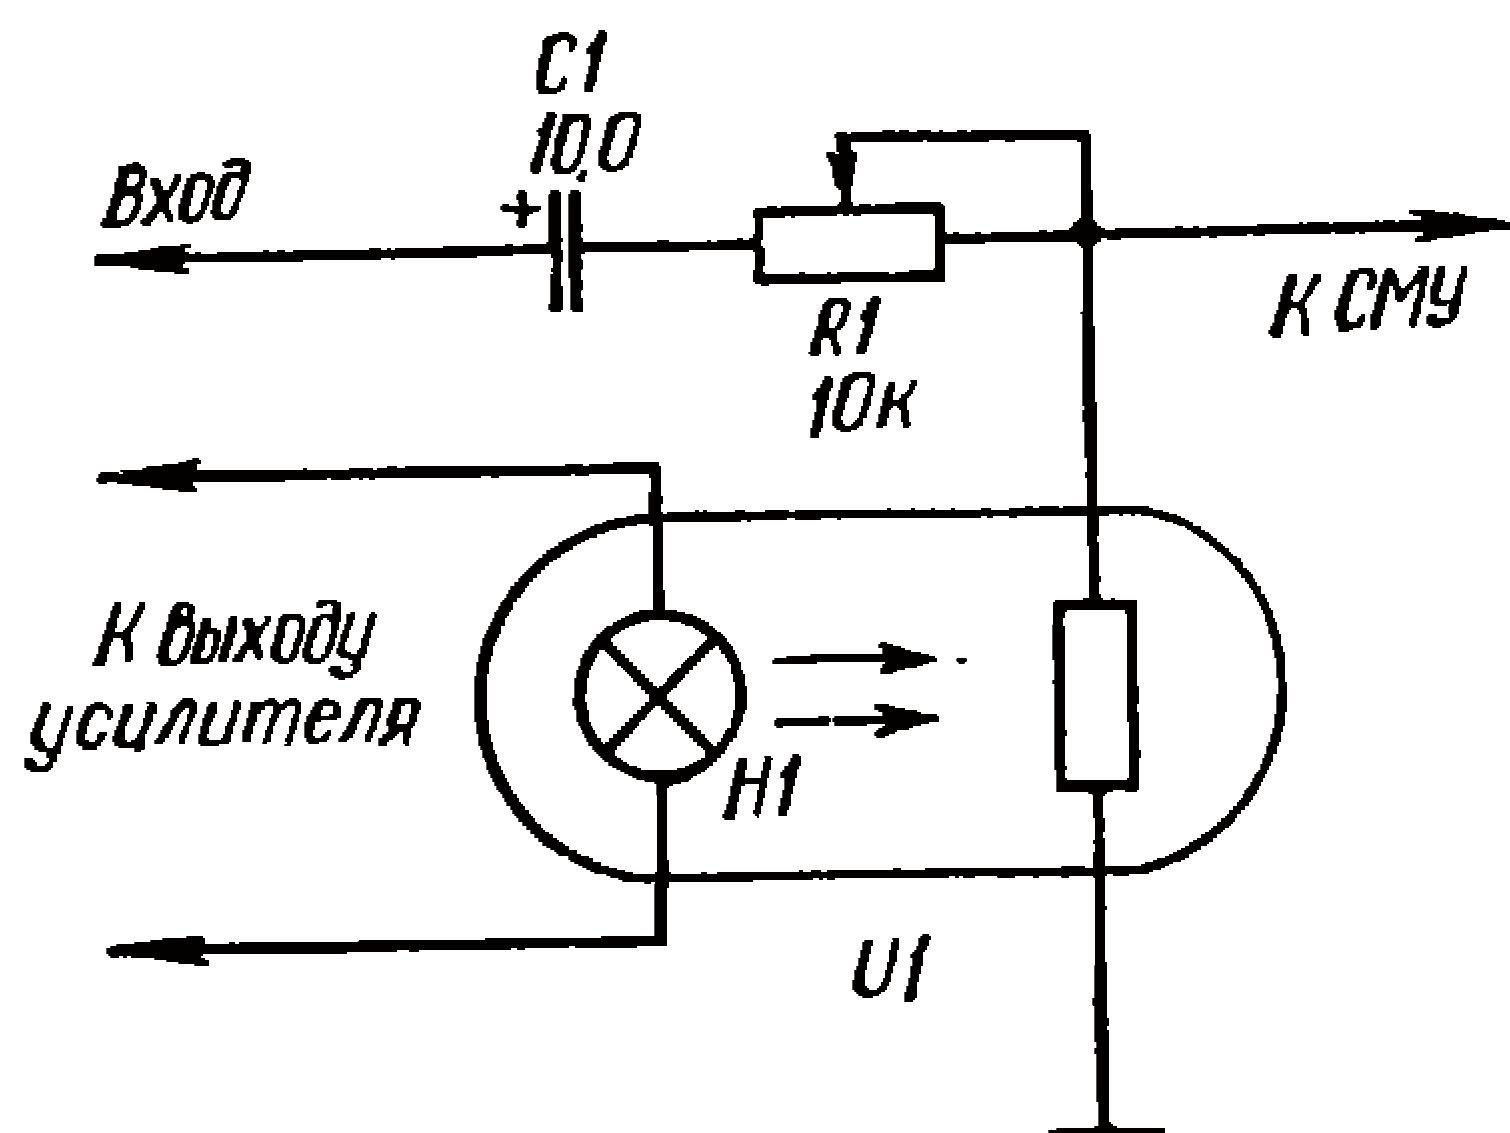 C1
10,0
Вход
+
К СМУ
R1
10к
К выходу
усилителя
H1
U1